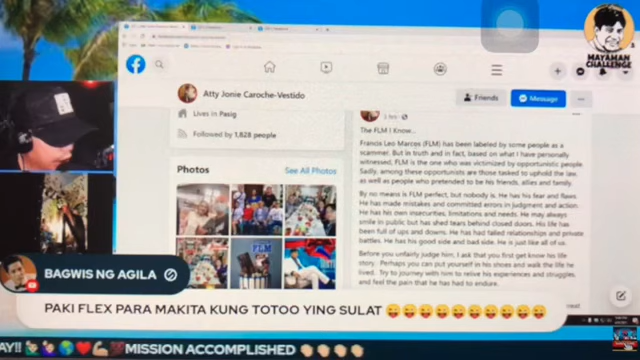 MAYAMAN
CHALLENGE
Atty Jonie Caroche-Vestido
Friends
Message
Lives in Pasig
Followed by 1,828 people
Photos
See All Photos
FLM
The FLM I Know...
Francis Leo Marcos (FLM) has been labeled by some people as a
scammer. But in truth and in fact, based on what I have personally
witnessed, FLM is the one who was victimized by opportunistic people.
Sadly, among these opportunists are those tasked to uphold the law,
as well as people who pretended to be his friends, allies and family.
By no means is FLM perfect, but nobody is. He has his fear and flaws.
He has made mistakes and committed errors in judgment and action.
He has his own insecurities, limitations and needs. He may always
smile in public but has shed tears behind closed doors. His life has
been full of ups and downs. He has had failed relationships and private
battles. He has his good side and bad side. He is just like all of us.
Before you unfairly judge him, I ask that you first get know his life
story. Perhaps you can put yourself in his shoes and walk the life he
lived. Try to journey with him to relive his experiences and struggles,
and feel the pain that he has had to endure.
BAGWIS NG AGILA
PAKI FLEX PARA MAKITA KUNG TOTOO YING SULAT 😜😜😜😜😜😜😜😜😜😜
AY!! MISSION ACCOMPLISHED